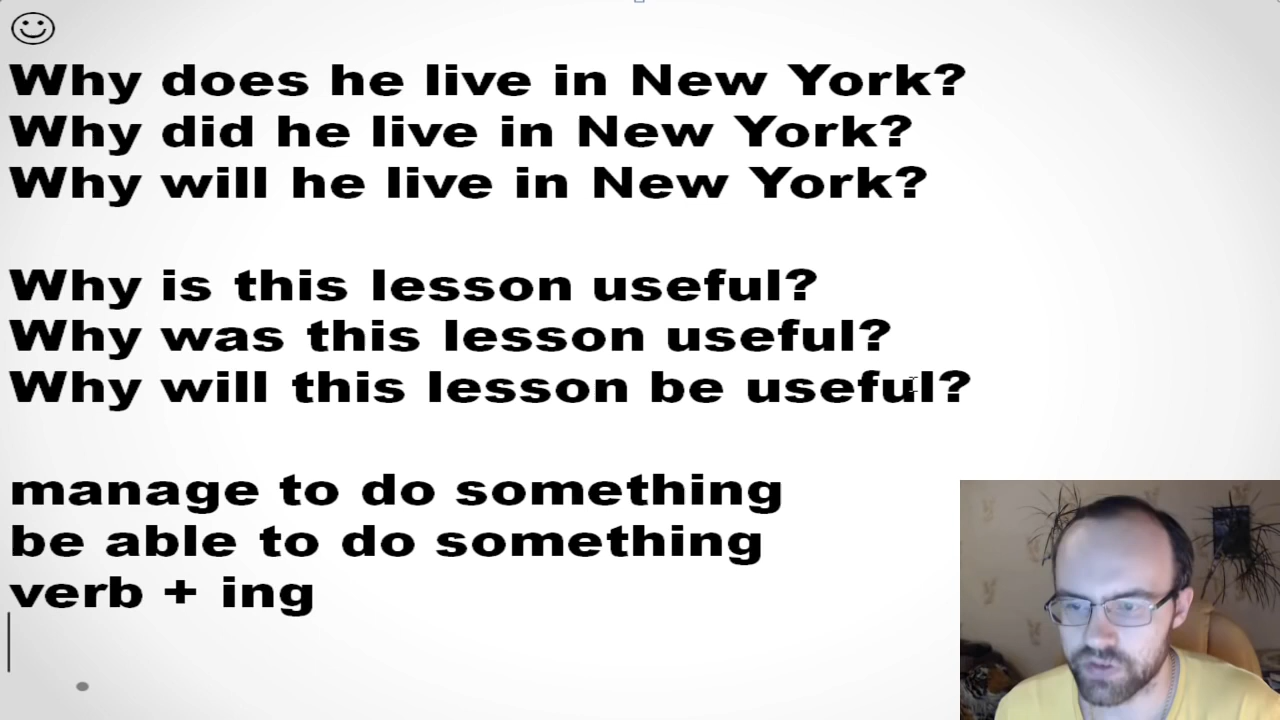 Why does he live in New York?
Why did he live in New York?
Why will he live in New York?
Why is this lesson useful?
Why was this lesson useful?
Why will this lesson be useful?
manage to do something
be able to do something
verb + ing